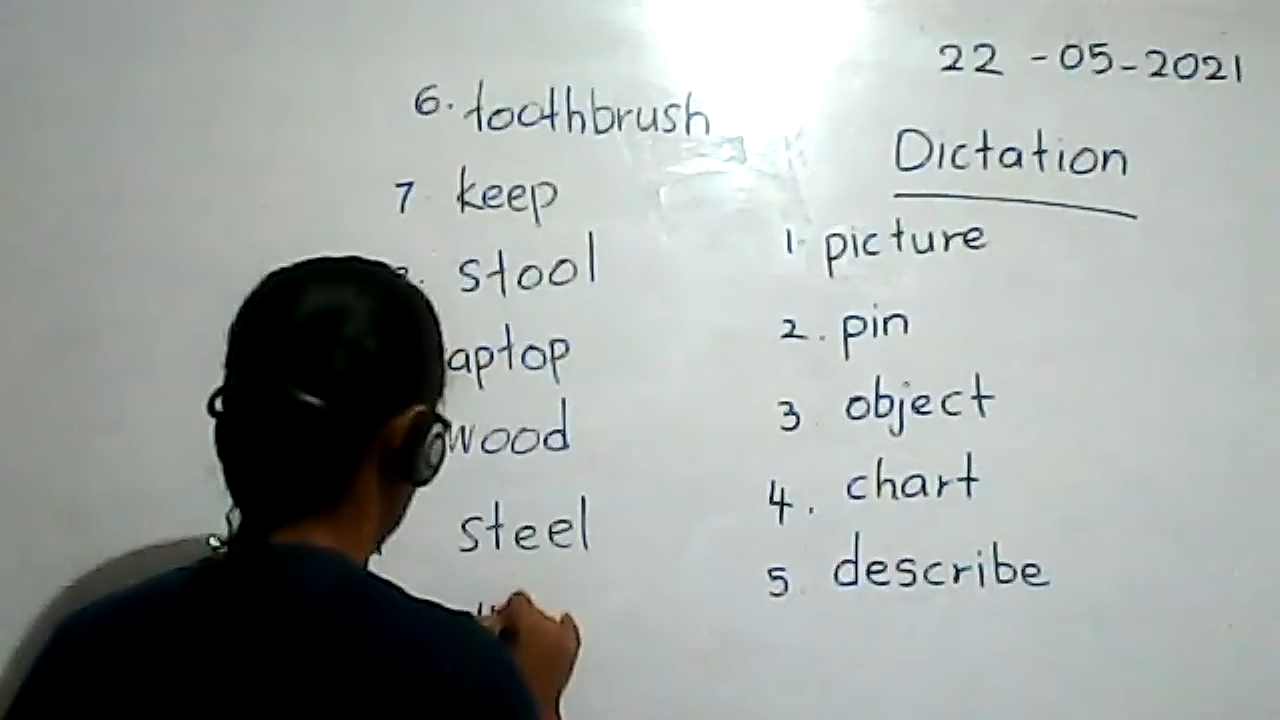 22 -05-2021
Dictation
1. picture
2. pin
3. object
4. chart
5. describe
6. toothbrush
7 keep
stool
aptop
wood
steel